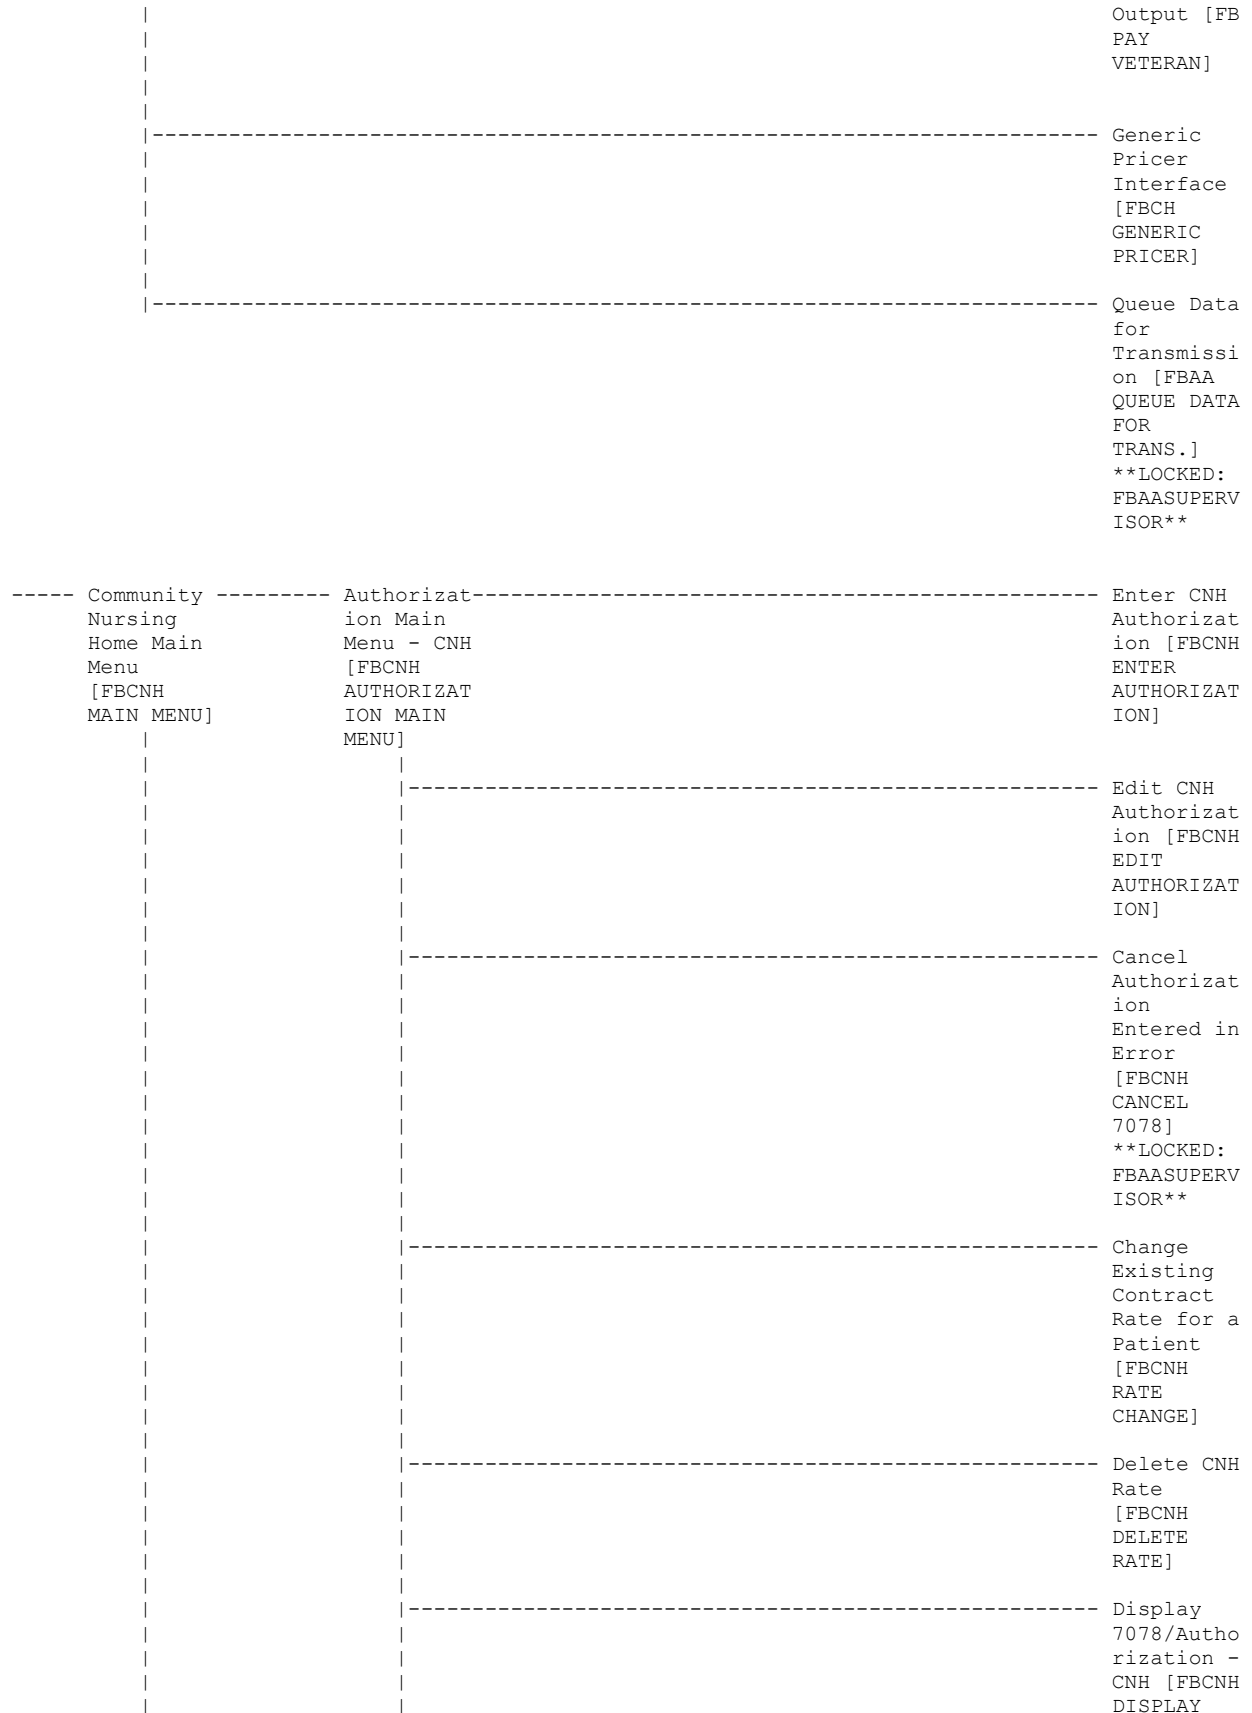 Output [FB
PAY
VETERAN]
Generic
Pricer
Interface
[FBCH
GENERIC
PRICER]
Queue Data
for
Transmissi
on [FBAA
QUEUE DATA
FOR
TRANS.]
**LOCKED:
FBAASUPERV
ISOR**
Community
Nursing
Home Main
Menu
[FBCNH
MAIN MENU]
Authorizat
ion Main
Menu - CNH
[FBCNH
AUTHORIZAT
ION MAIN
MENU]
Enter CNH
Authorizat
ion [FBCNH
ENTER
AUTHORIZAT
ION]
Edit CNH
Authorizat
ion [FBCNH
EDIT
AUTHORIZAT
ION]
Cancel
Authorizat
ion
Entered in
Error
[FBCNH
CANCEL
7078]
**LOCKED:
FBAASUPERV
ISOR**
Change
Existing
Contract
Rate for a
Patient
[FBCNH
RATE
CHANGE]
Delete CNH
Rate
[FBCNH
DELETE
RATE]
Display
7078/Autho
rization -
CNH [FBCNH
DISPLAY